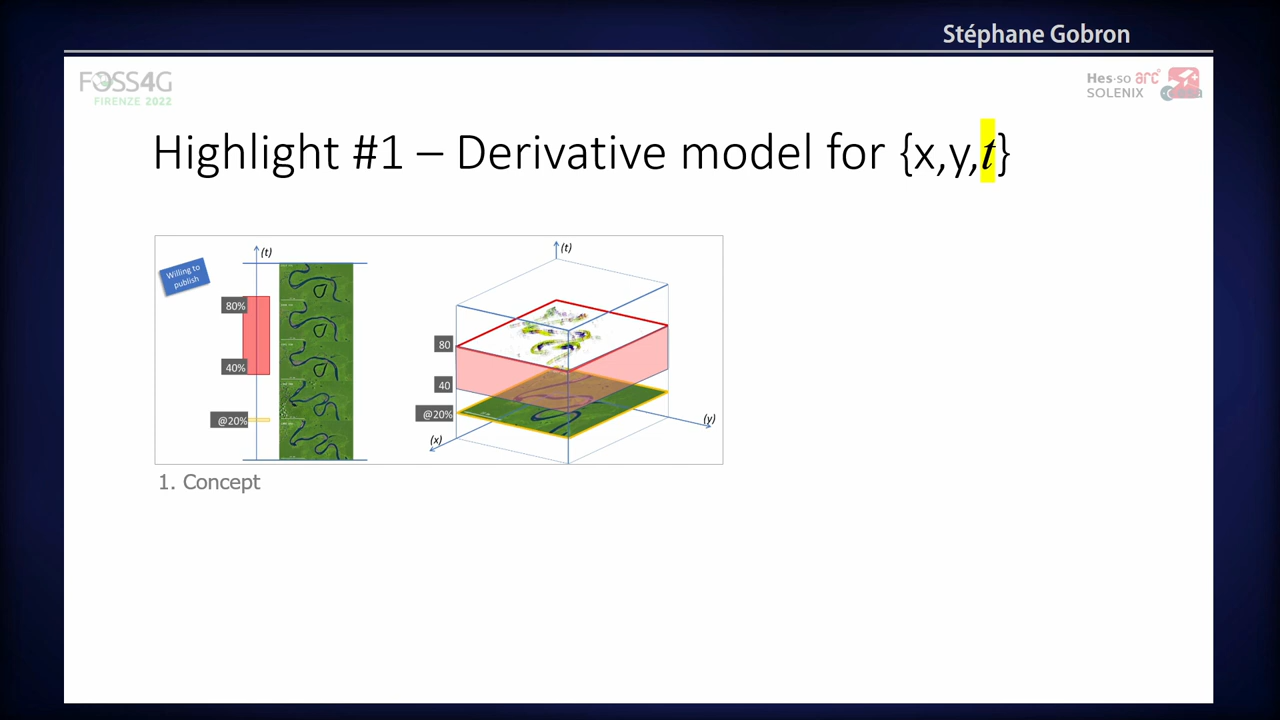 Stéphane Gobron
FOSS4G
FIRENZE 2022
Hes·so arc
SOLENIX
Highlight #1 – Derivative model for {x,y,t}
Willing to
publish
(t)
80%
40%
@20%
(t)
80
40
@20%
(x)
(y)
1. Concept